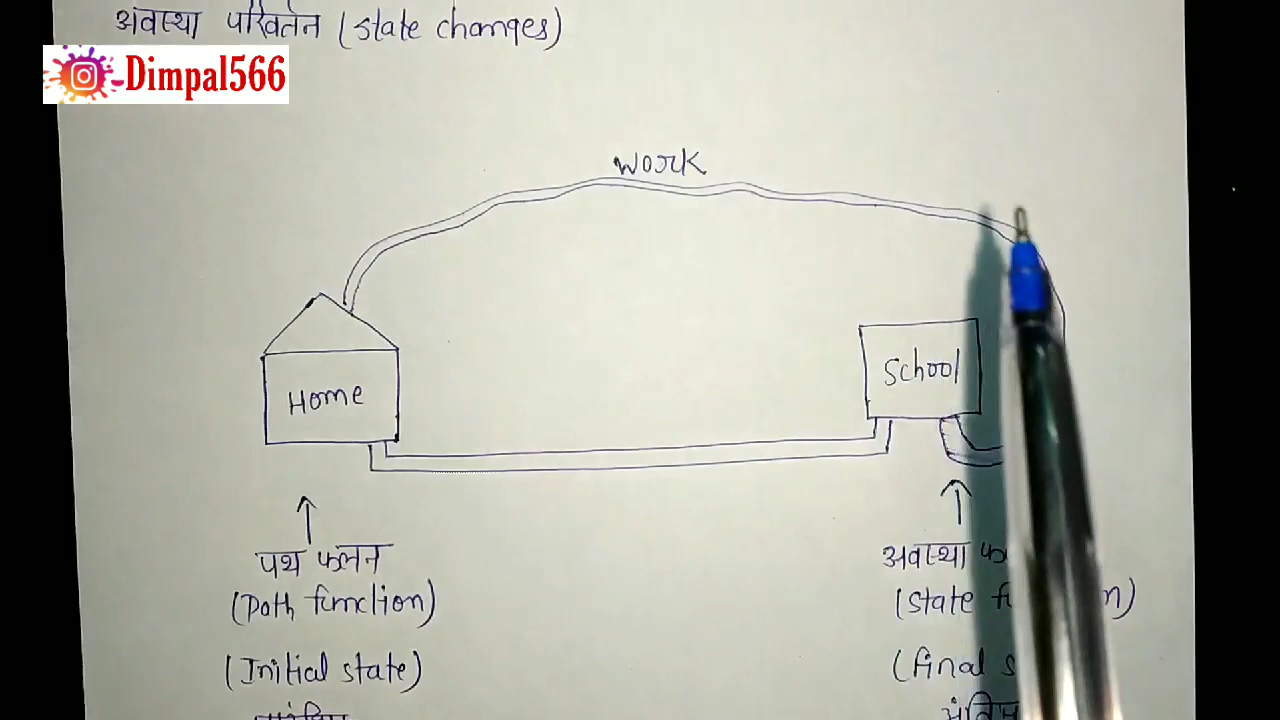 अवस्था परिवर्तन (State changes)
Dimpal566
Work
Home
School
पथ फलन
(Path function)
(Initial state)
अवस्था
(State
(final